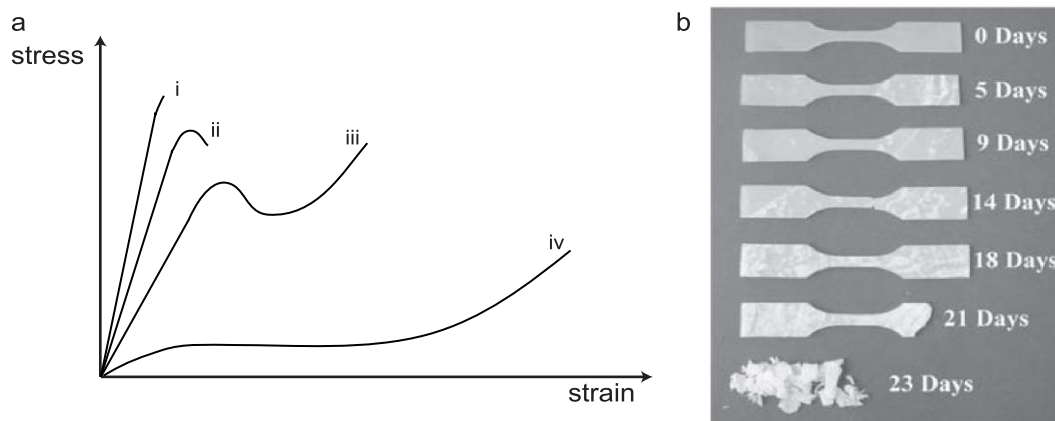 a
stress
i
ii
iii
iv
strain
b
0 Days
5 Days
9 Days
14 Days
18 Days
21 Days
23 Days